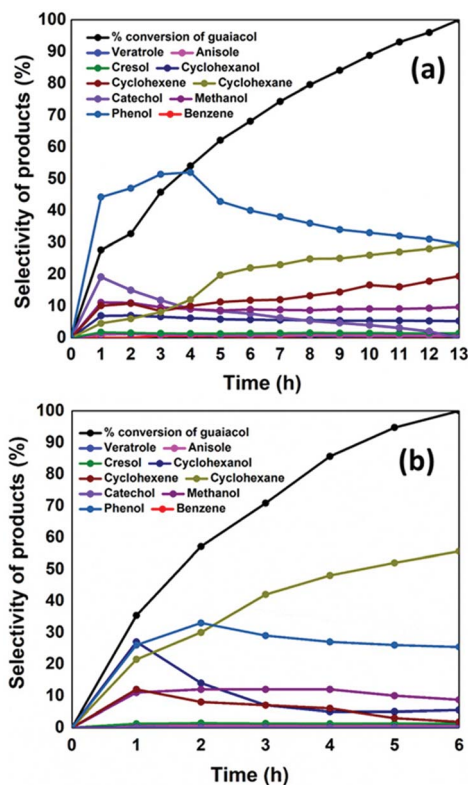 100
90
80
70
60
50
40
30
20
10
0
Selectivity of products (%)
% conversion of guaiacol
Veratrole Anisole
Cresol Cyclohexanol
Cyclohexene Cyclohexane
Catechol Methanol
Phenol Benzene
(a)
0 1 2 3 4 5 6 7 8 9 10 11 12 13
Time (h)
100
90
80
70
60
50
40
30
20
10
0
Selectivity of products (%)
% conversion of guaiacol
Veratrole Anisole
Cresol Cyclohexanol
Cyclohexene Cyclohexane
Catechol Methanol
Phenol Benzene
(b)
0 1 2 3 4 5 6
Time (h)